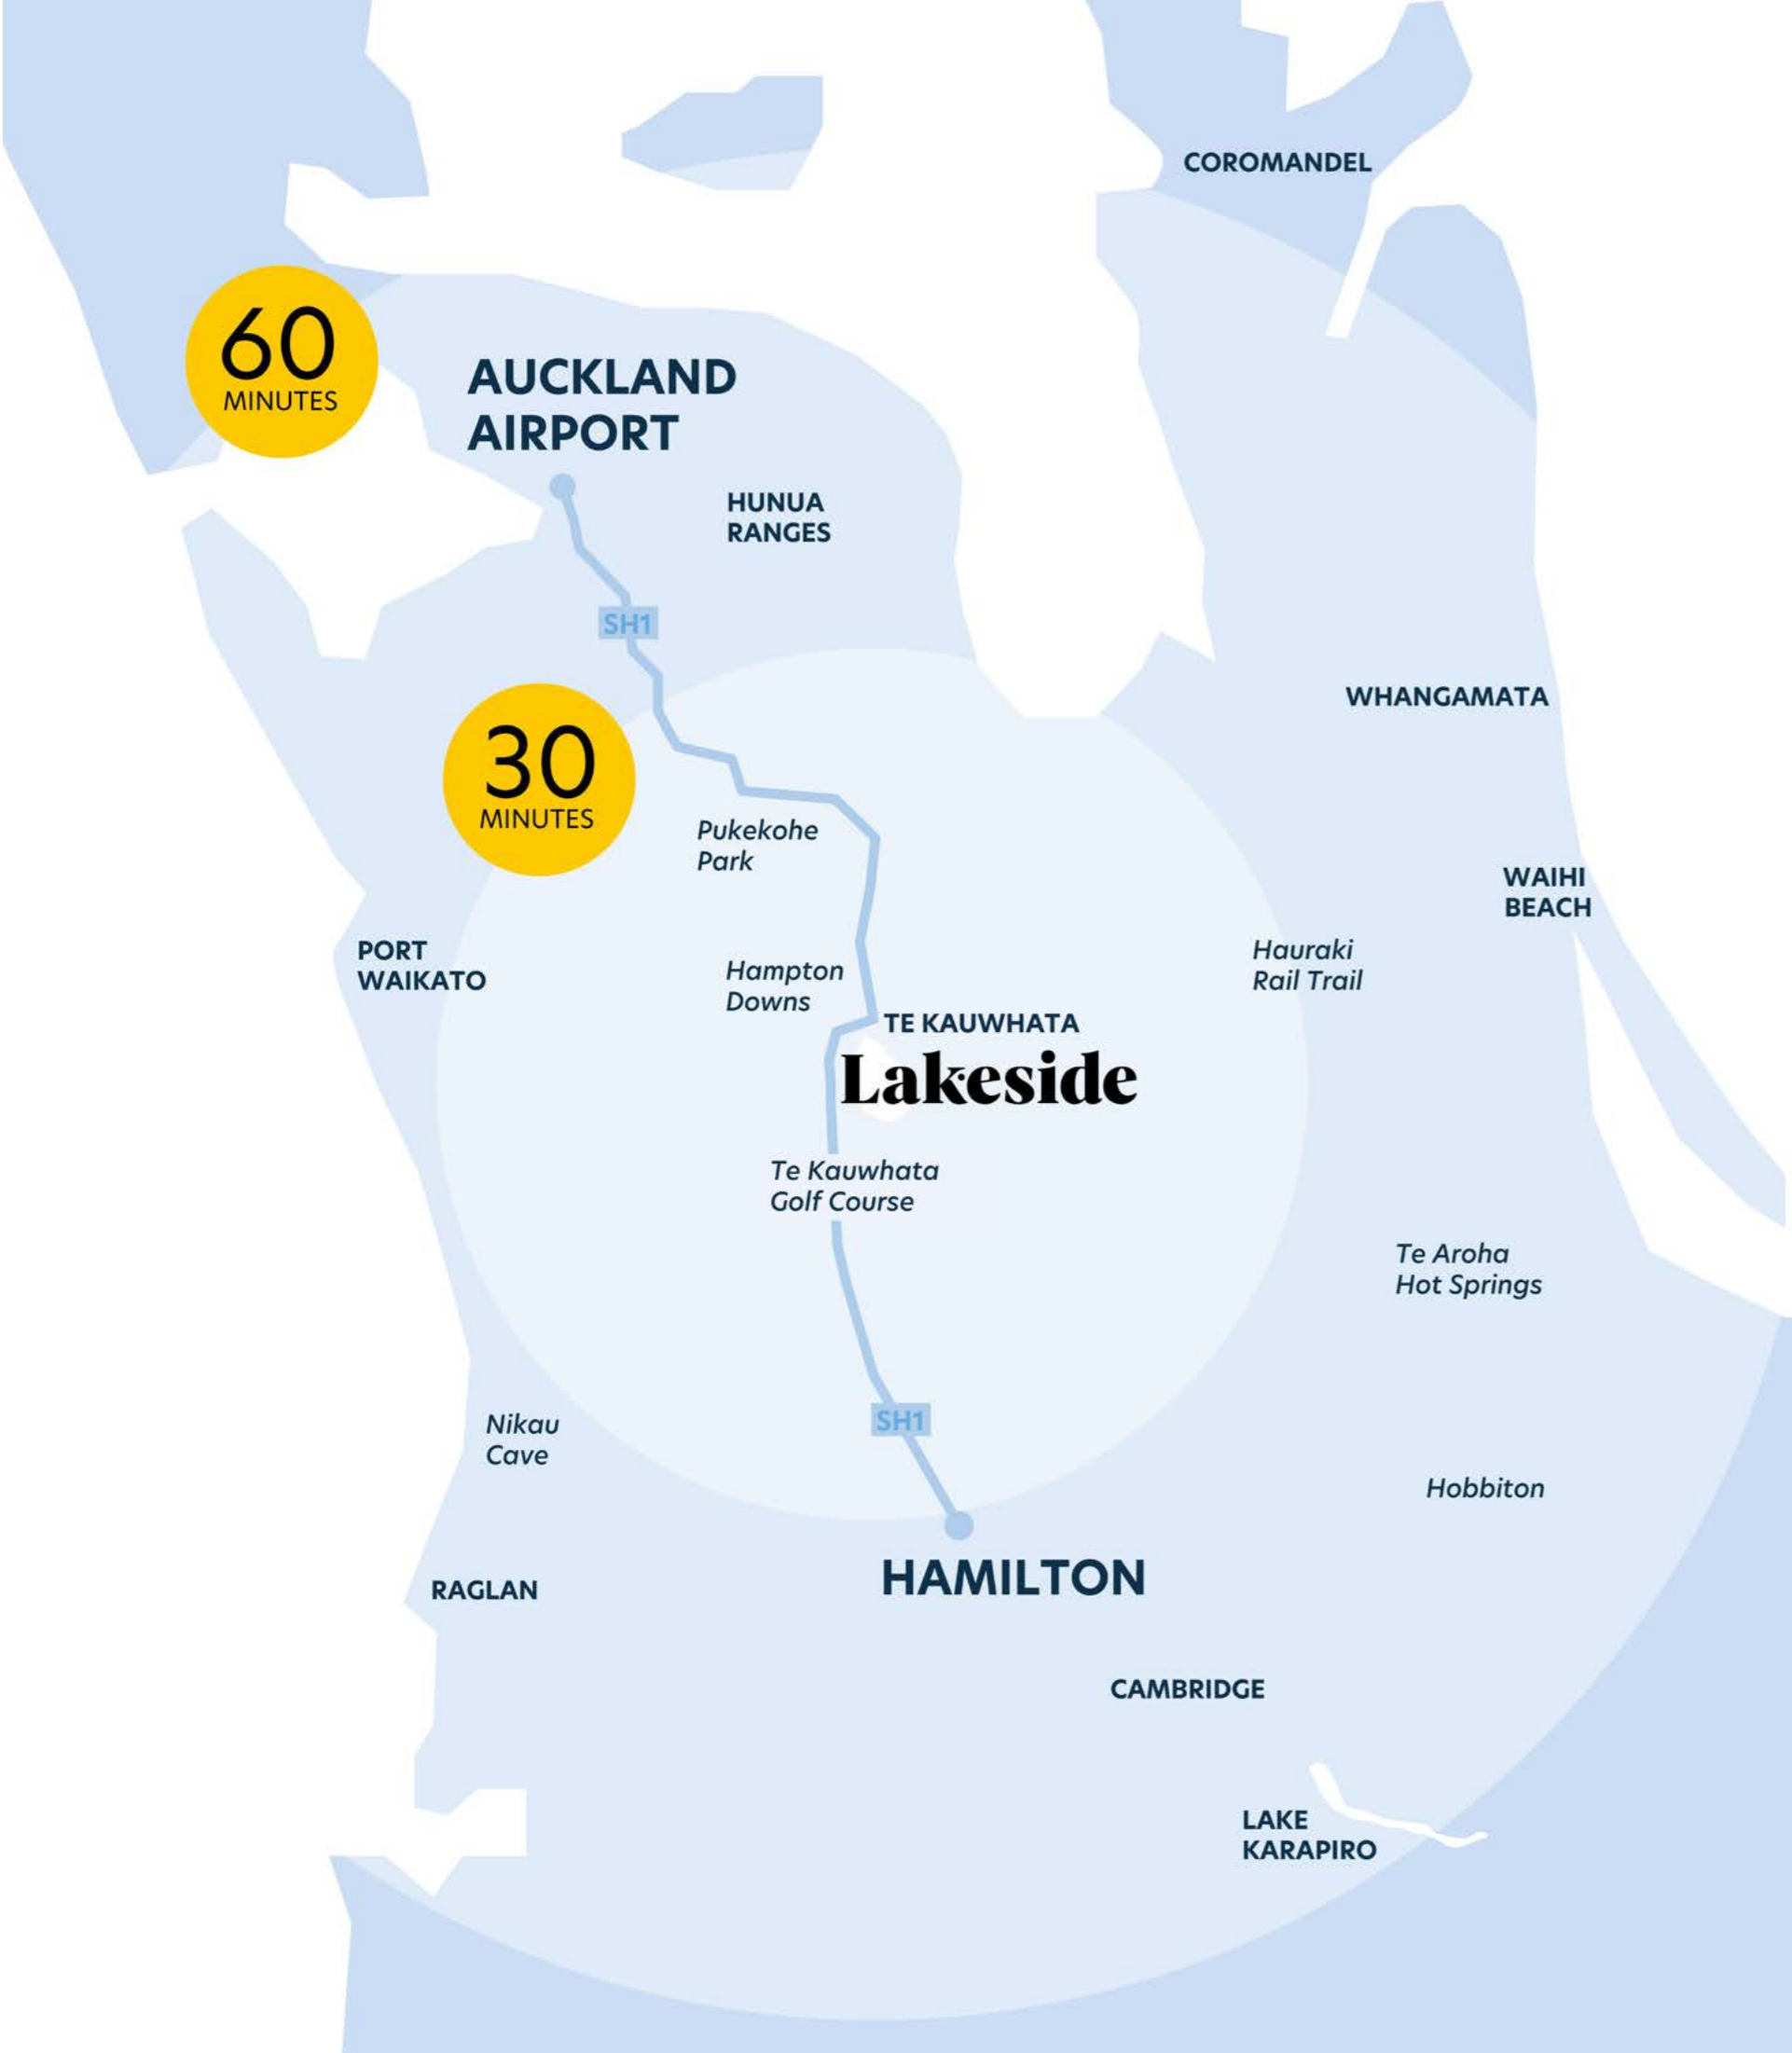 COROMANDEL
60
MINUTES
AUCKLAND
AIRPORT
HUNUA
RANGES
SH1
WHANGAMATA
30
MINUTES
Pukekohe
Park
WAIHI
BEACH
PORT
WAIKATO
Hampton
Downs
Hauraki
Rail Trail
TE KAUWHATA
Lakeside
Te Kauwhata
Golf Course
Te Aroha
Hot Springs
Nikau
Cave
SH1
Hobbiton
HAMILTON
RAGLAN
CAMBRIDGE
LAKE
KARAPIRO